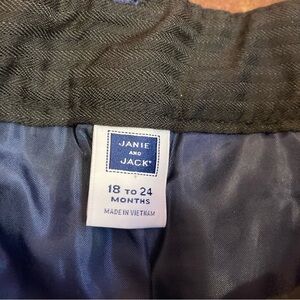 JANIE
AND
JACK®
18 TO 24
MONTHS
MADE IN VIETNAM